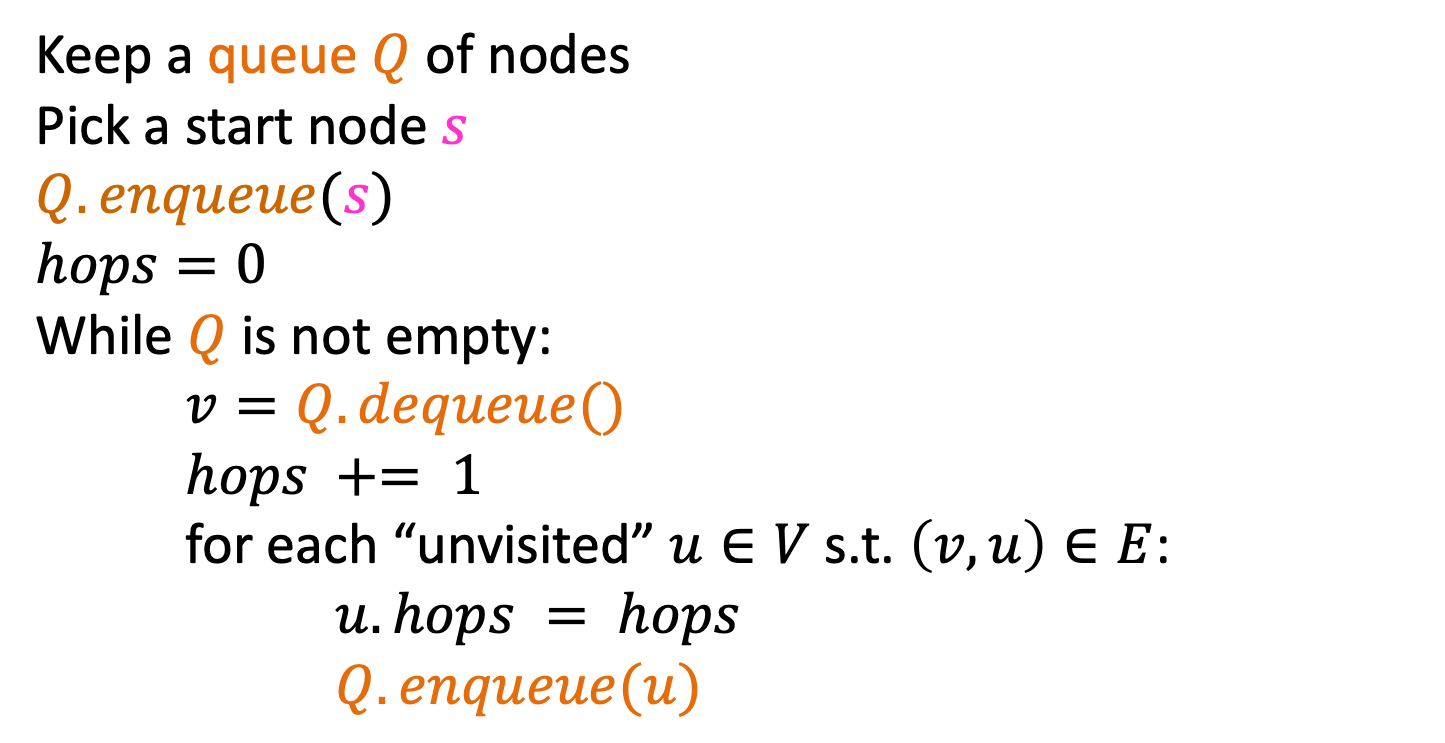 Keep a queue Q of nodes
Pick a start node s
Q.enqueue(s)
hops = 0
While Q is not empty:
v = Q.dequeue()
hops += 1
for each “unvisited” u ∈ V s.t. (v, u) ∈ E:
u.hops = hops
Q.enqueue(u)